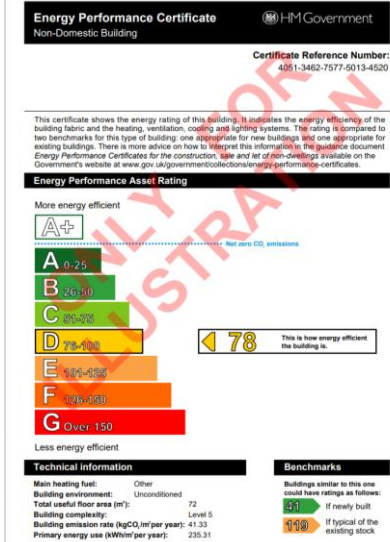 Energy Performance Certificate
HM Government
Non-Domestic Building
Certificate Reference Number:
4051-3462-7577-5013-4520
This certificate shows the energy rating of this building. It indicates the energy efficiency of the
building fabric and the heating, ventilation, cooling and lighting systems. The rating is compared to
two benchmarks for this type of building: one appropriate for new buildings and one appropriate for
existing buildings. There is more advice on how to interpret this information in the guidance document
Energy Performance Certificates for the construction, sale and let of non-dwellings available on the
Government's website at www.gov.uk/government/collections/energy-performance-certificates.
Energy Performance Asset Rating
More energy efficient
A+
Net zero CO₂ emissions
A 0-25
B 26-50
C 51-75
D 76-100
78
This is how energy efficient
the building is.
E 101-125
F 126-150
G Over 150
Less energy efficient
ONLY FOR
ILLUSTRATION
Technical information
Main heating fuel: Other
Building environment: Unconditioned
Total useful floor area (m²): 72
Building complexity: Level 5
Building emission rate (kgCO₂/m²per year): 41.33
Primary energy use (kWh/m²per year): 235.31
Benchmarks
Buildings similar to this one
could have ratings as follows:
41 If newly built
119 If typical of the
existing stock